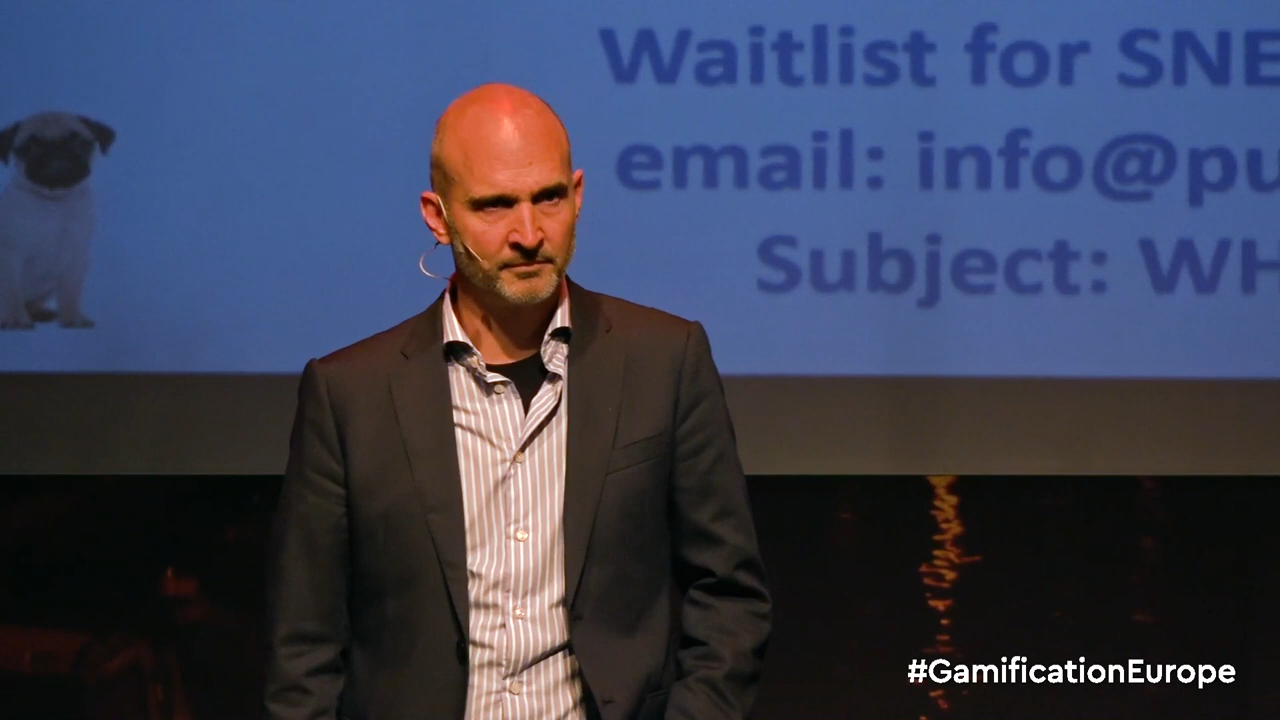 Waitlist for SNE
email: info@pu
Subject: WH
#GamificationEurope